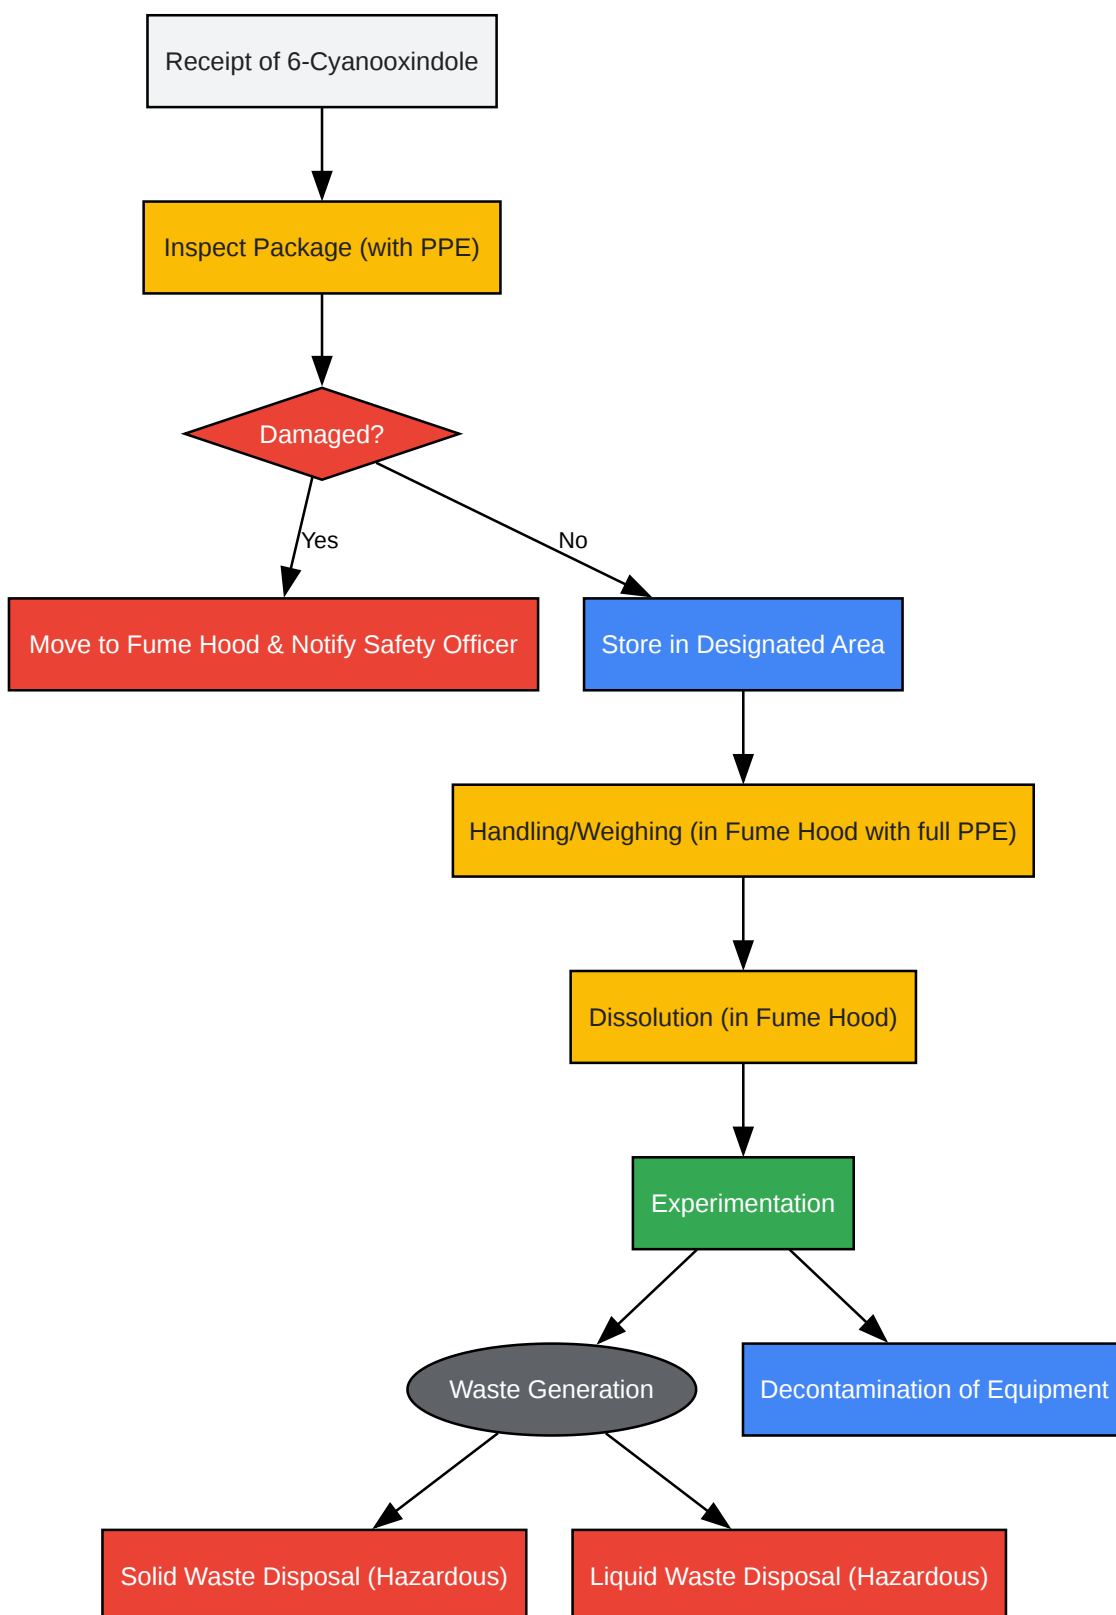 Receipt of 6-Cyanooxindole
Inspect Package (with PPE)
Damaged?
Yes
No
Move to Fume Hood & Notify Safety Officer
Store in Designated Area
Handling/Weighing (in Fume Hood with full PPE)
Dissolution (in Fume Hood)
Experimentation
Waste Generation
Decontamination of Equipment
Solid Waste Disposal (Hazardous)
Liquid Waste Disposal (Hazardous)